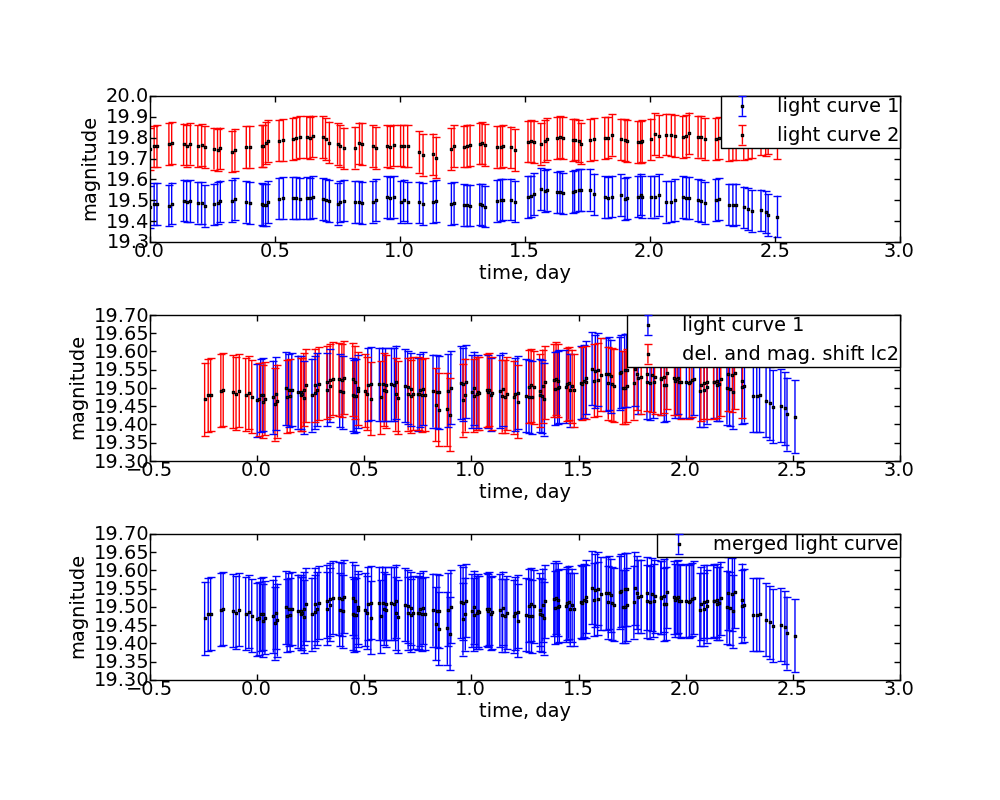 20.0
19.9
19.8
19.7
19.6
19.5
19.4
19.3
magnitude
light curve 1
light curve 2
0.0 0.5 1.0 1.5 2.0 2.5 3.0
time, day
19.70
19.65
19.60
19.55
19.50
19.45
19.40
19.35
19.30
magnitude
light curve 1
del. and mag. shift lc2
−0.5 0.0 0.5 1.0 1.5 2.0 2.5 3.0
time, day
19.70
19.65
19.60
19.55
19.50
19.45
19.40
19.35
19.30
magnitude
merged light curve
−0.5 0.0 0.5 1.0 1.5 2.0 2.5 3.0
time, day